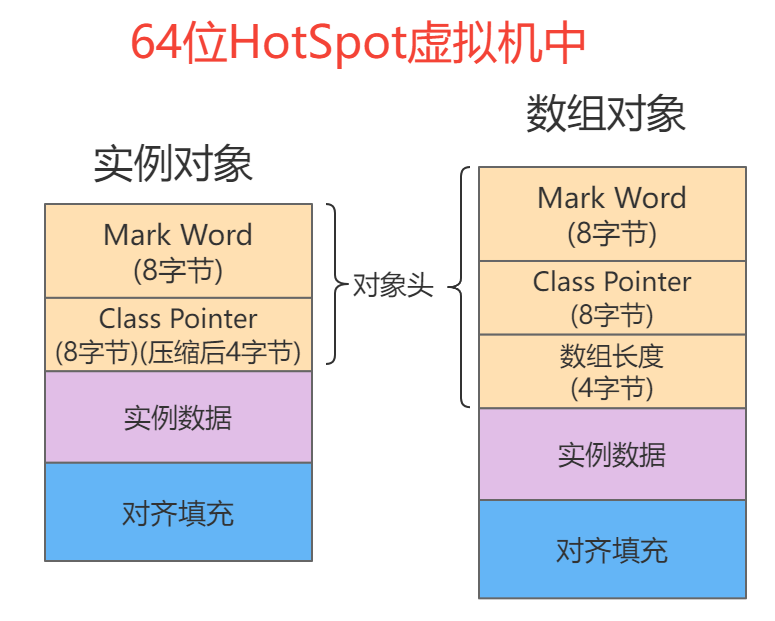 64位HotSpot虚拟机中
实例对象
Mark Word
(8字节)
Class Pointer
(8字节)(压缩后4字节)
实例数据
对齐填充
对象头
数组对象
Mark Word
(8字节)
Class Pointer
(8字节)
数组长度
(4字节)
实例数据
对齐填充